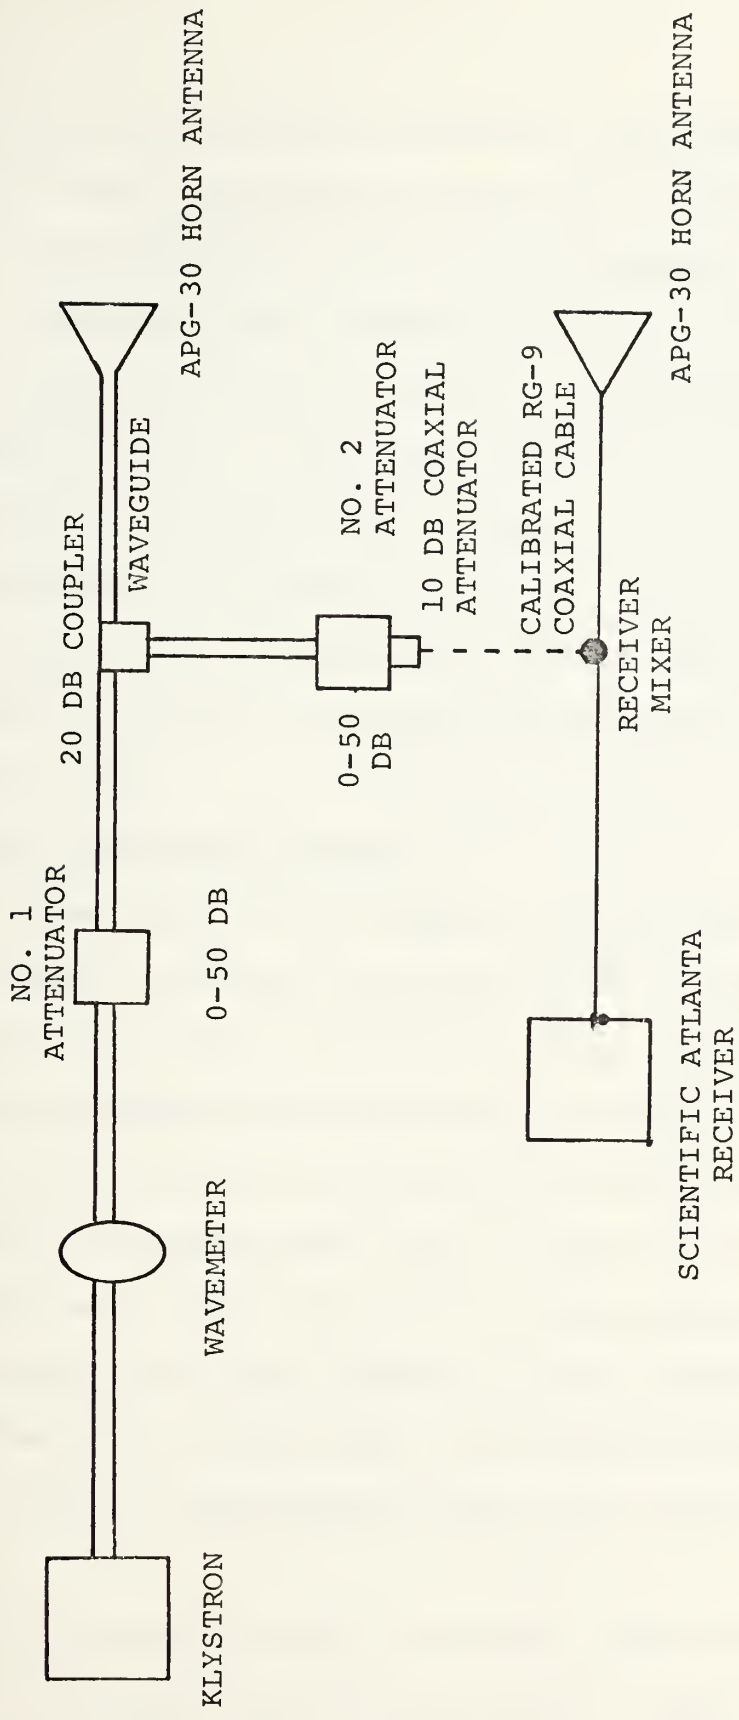 KLYSTRON
WAVEMETER
NO. 1
ATTENUATOR
0-50 DB
20 DB COUPLER
WAVEGUIDE
APG-30 HORN ANTENNA
0-50
DB
NO. 2
ATTENUATOR
10 DB COAXIAL
ATTENUATOR
CALIBRATED RG-9
COAXIAL CABLE
RECEIVER
MIXER
SCIENTIFIC ATLANTA
RECEIVER
APG-30 HORN ANTENNA